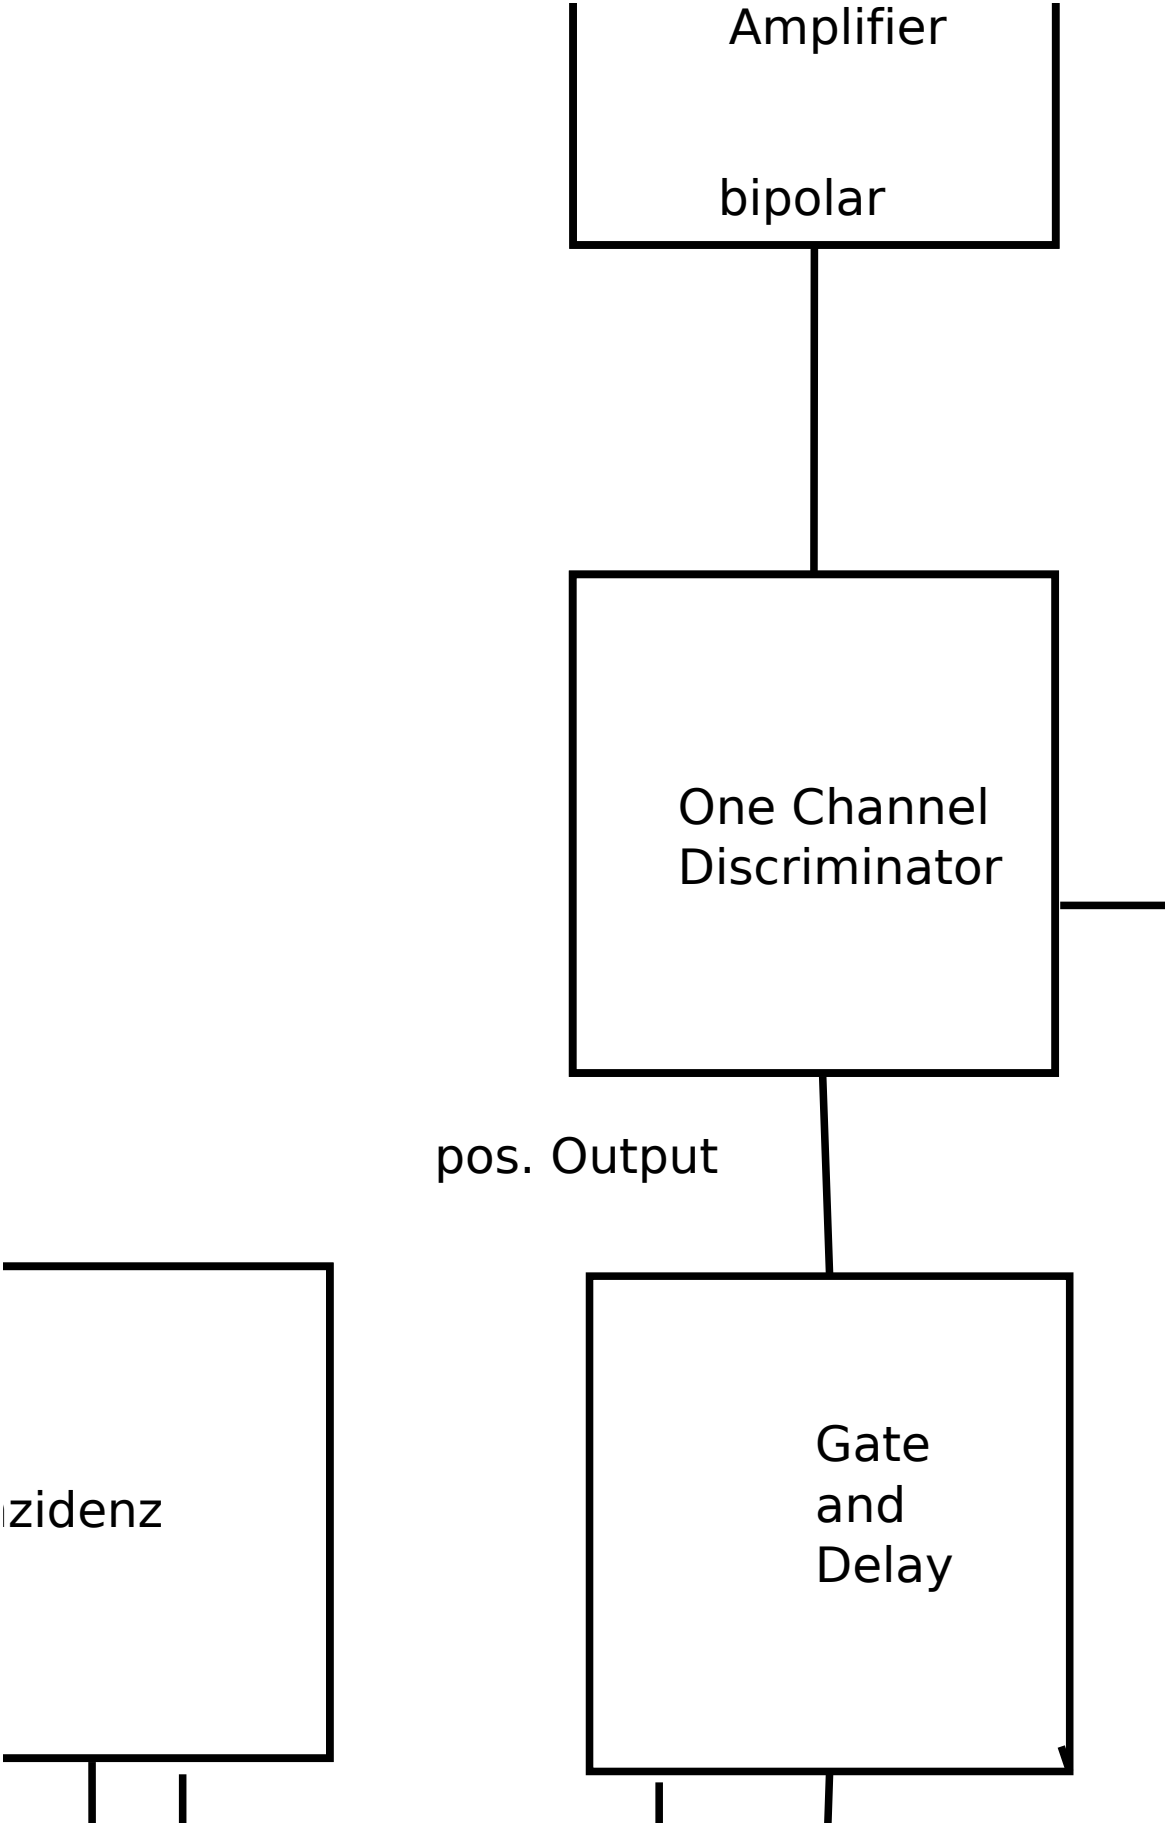 Amplifier
bipolar
One Channel
Discriminator
pos. Output
Gate
and
Delay